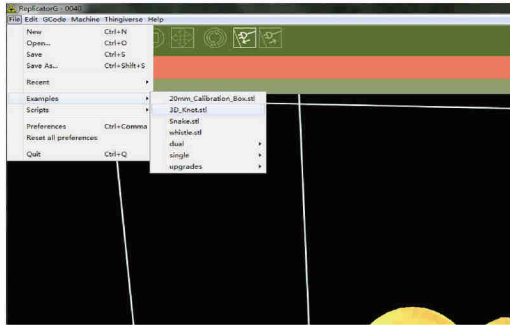 ReplicatorG - 0040
File Edit GCode Machine Thingiverse Help
New Ctrl+N
Open... Ctrl+O
Save Ctrl+S
Save As... Ctrl+Shift+S
Recent
Examples
Scripts
Preferences Ctrl+Comma
Reset all preferences
Quit Ctrl+Q
20mm_Calibration_Box.stl
3D_Knot.stl
Snake.stl
whistle.stl
dual
single
upgrades